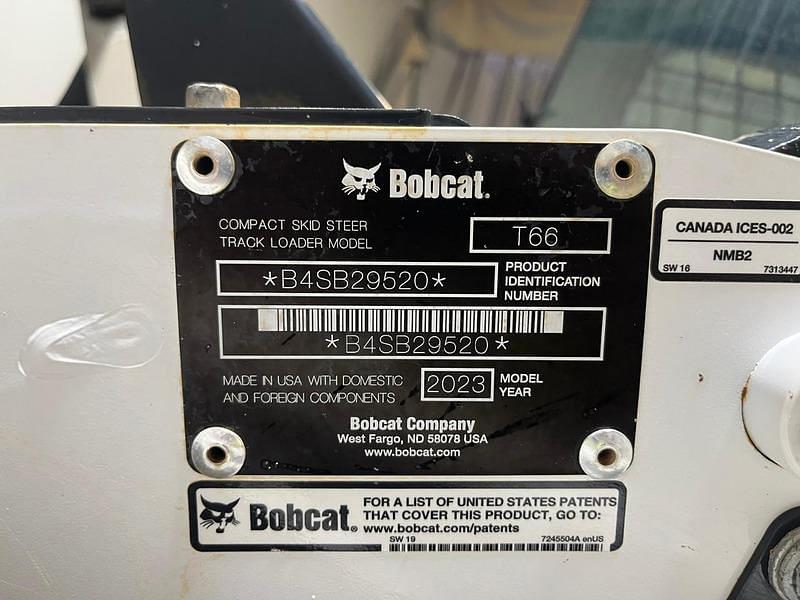 Bobcat.
COMPACT SKID STEER
TRACK LOADER MODEL
T66
*B4SB29520*
PRODUCT
IDENTIFICATION
NUMBER
*B4SB29520*
MADE IN USA WITH DOMESTIC
AND FOREIGN COMPONENTS
2023
MODEL
YEAR
Bobcat Company
West Fargo, ND 58078 USA
www.bobcat.com
CANADA ICES-002
NMB2
SW 16 7313447
Bobcat®
FOR A LIST OF UNITED STATES PATENTS
THAT COVER THIS PRODUCT, GO TO:
www.bobcat.com/patents
SW 19 7245504A enUS